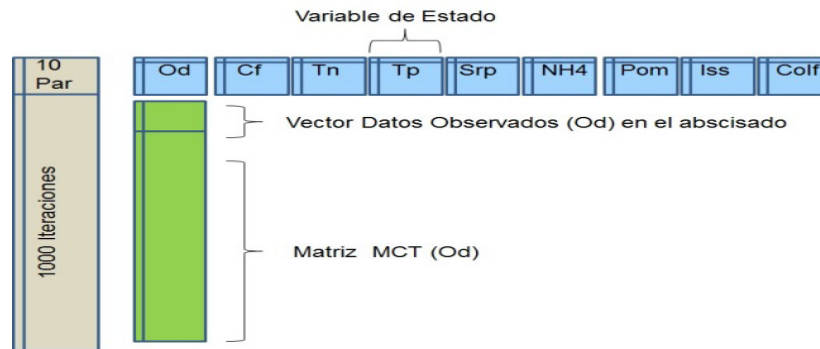 Variable de Estado
10
Par
Od Cf Tn Tp Srp NH4 Pom Iss Colf
Vector Datos Observados (Od) en el abscisado
1000 Iteraciones
Matriz MCT (Od)